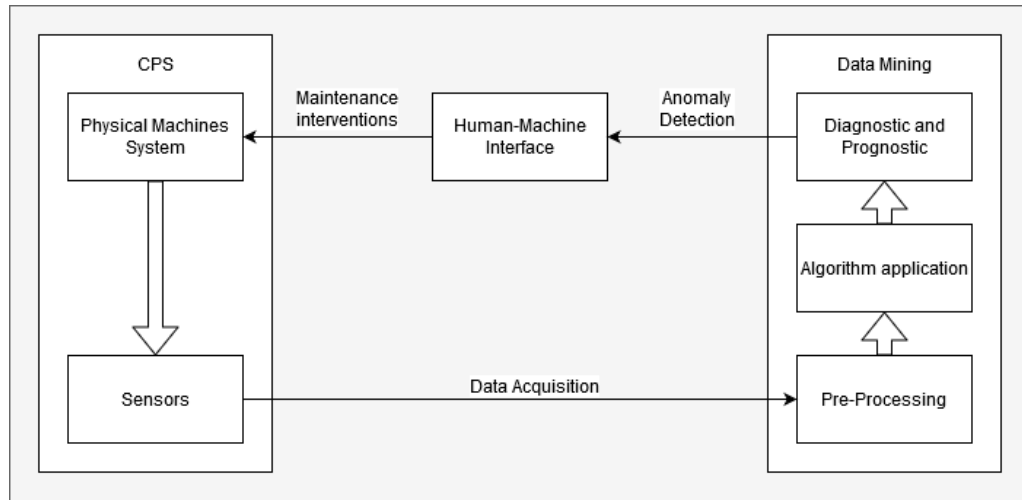 CPS
Data Mining
Physical Machines
System
Maintenance
interventions
Human-Machine
Interface
Anomaly
Detection
Diagnostic and
Prognostic
Algorithm application
Sensors
Data Acquisition
Pre-Processing